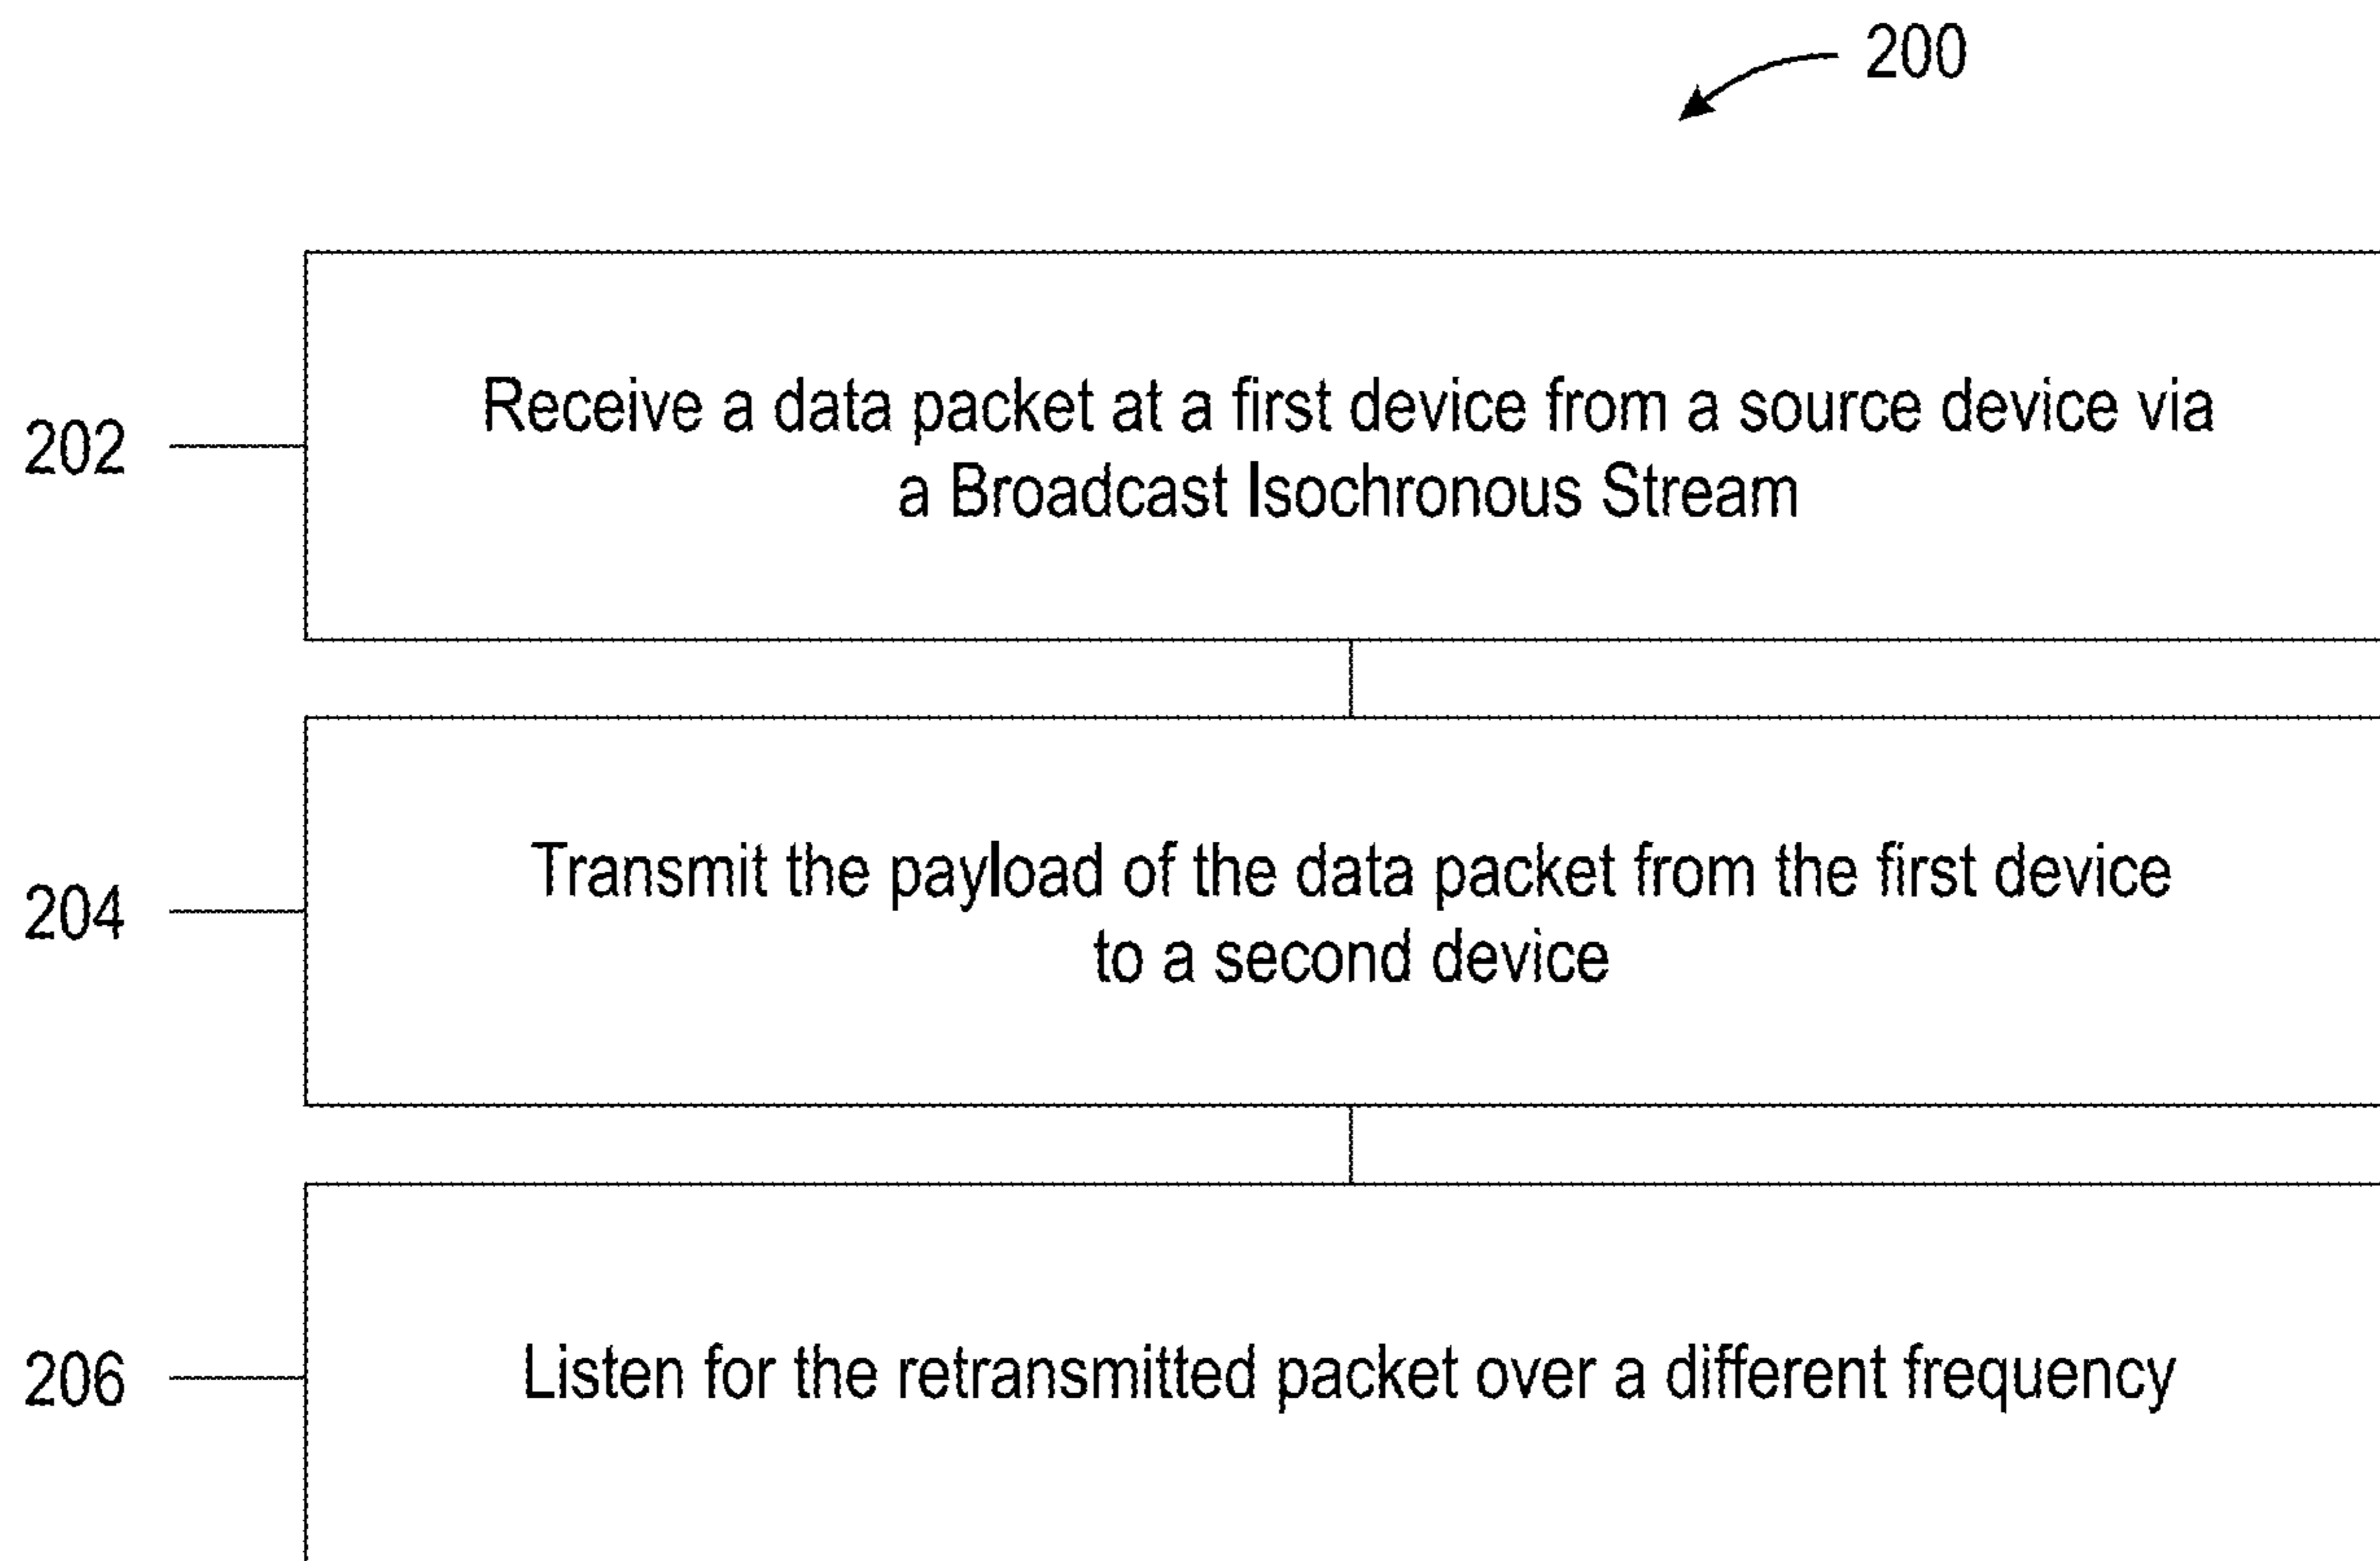 200
202
Receive a data packet at a first device from a source device via
a Broadcast Isochronous Stream
204
Transmit the payload of the data packet from the first device
to a second device
206
Listen for the retransmitted packet over a different frequency